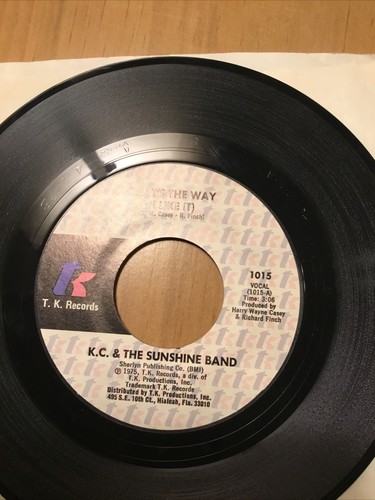 THE WAY
LIKE IT)
Casey - R. Finch)
tk
T. K. Records
1015
VOCAL
(1015-A)
Time: 3:06
Produced by
Harry Wayne Casey
& Richard Finch
K.C. & THE SUNSHINE BAND
Sherlyn Publishing Co. (BMI)
℗ 1975, T.K. Records, a div. of
T.K. Productions, Inc.
Trademark T.K. Records
Distributed by T.K. Productions, Inc.
495 S.E. 10th Ct., Hialeah, Fla. 33010